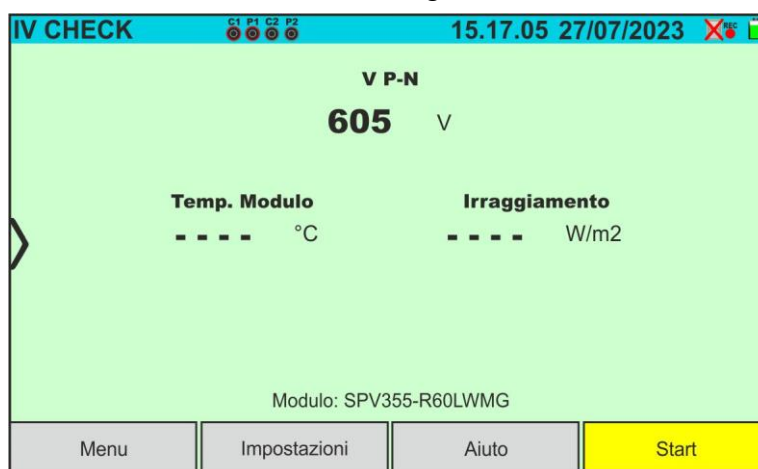 IV CHECK C1 P1 C2 P2 15.17.05 27/07/2023 REC
V P-N
605 V
Temp. Modulo Irraggiamento
- - - - °C - - - - W/m2
Modulo: SPV355-R60LWMG
Menu Impostazioni Aiuto Start